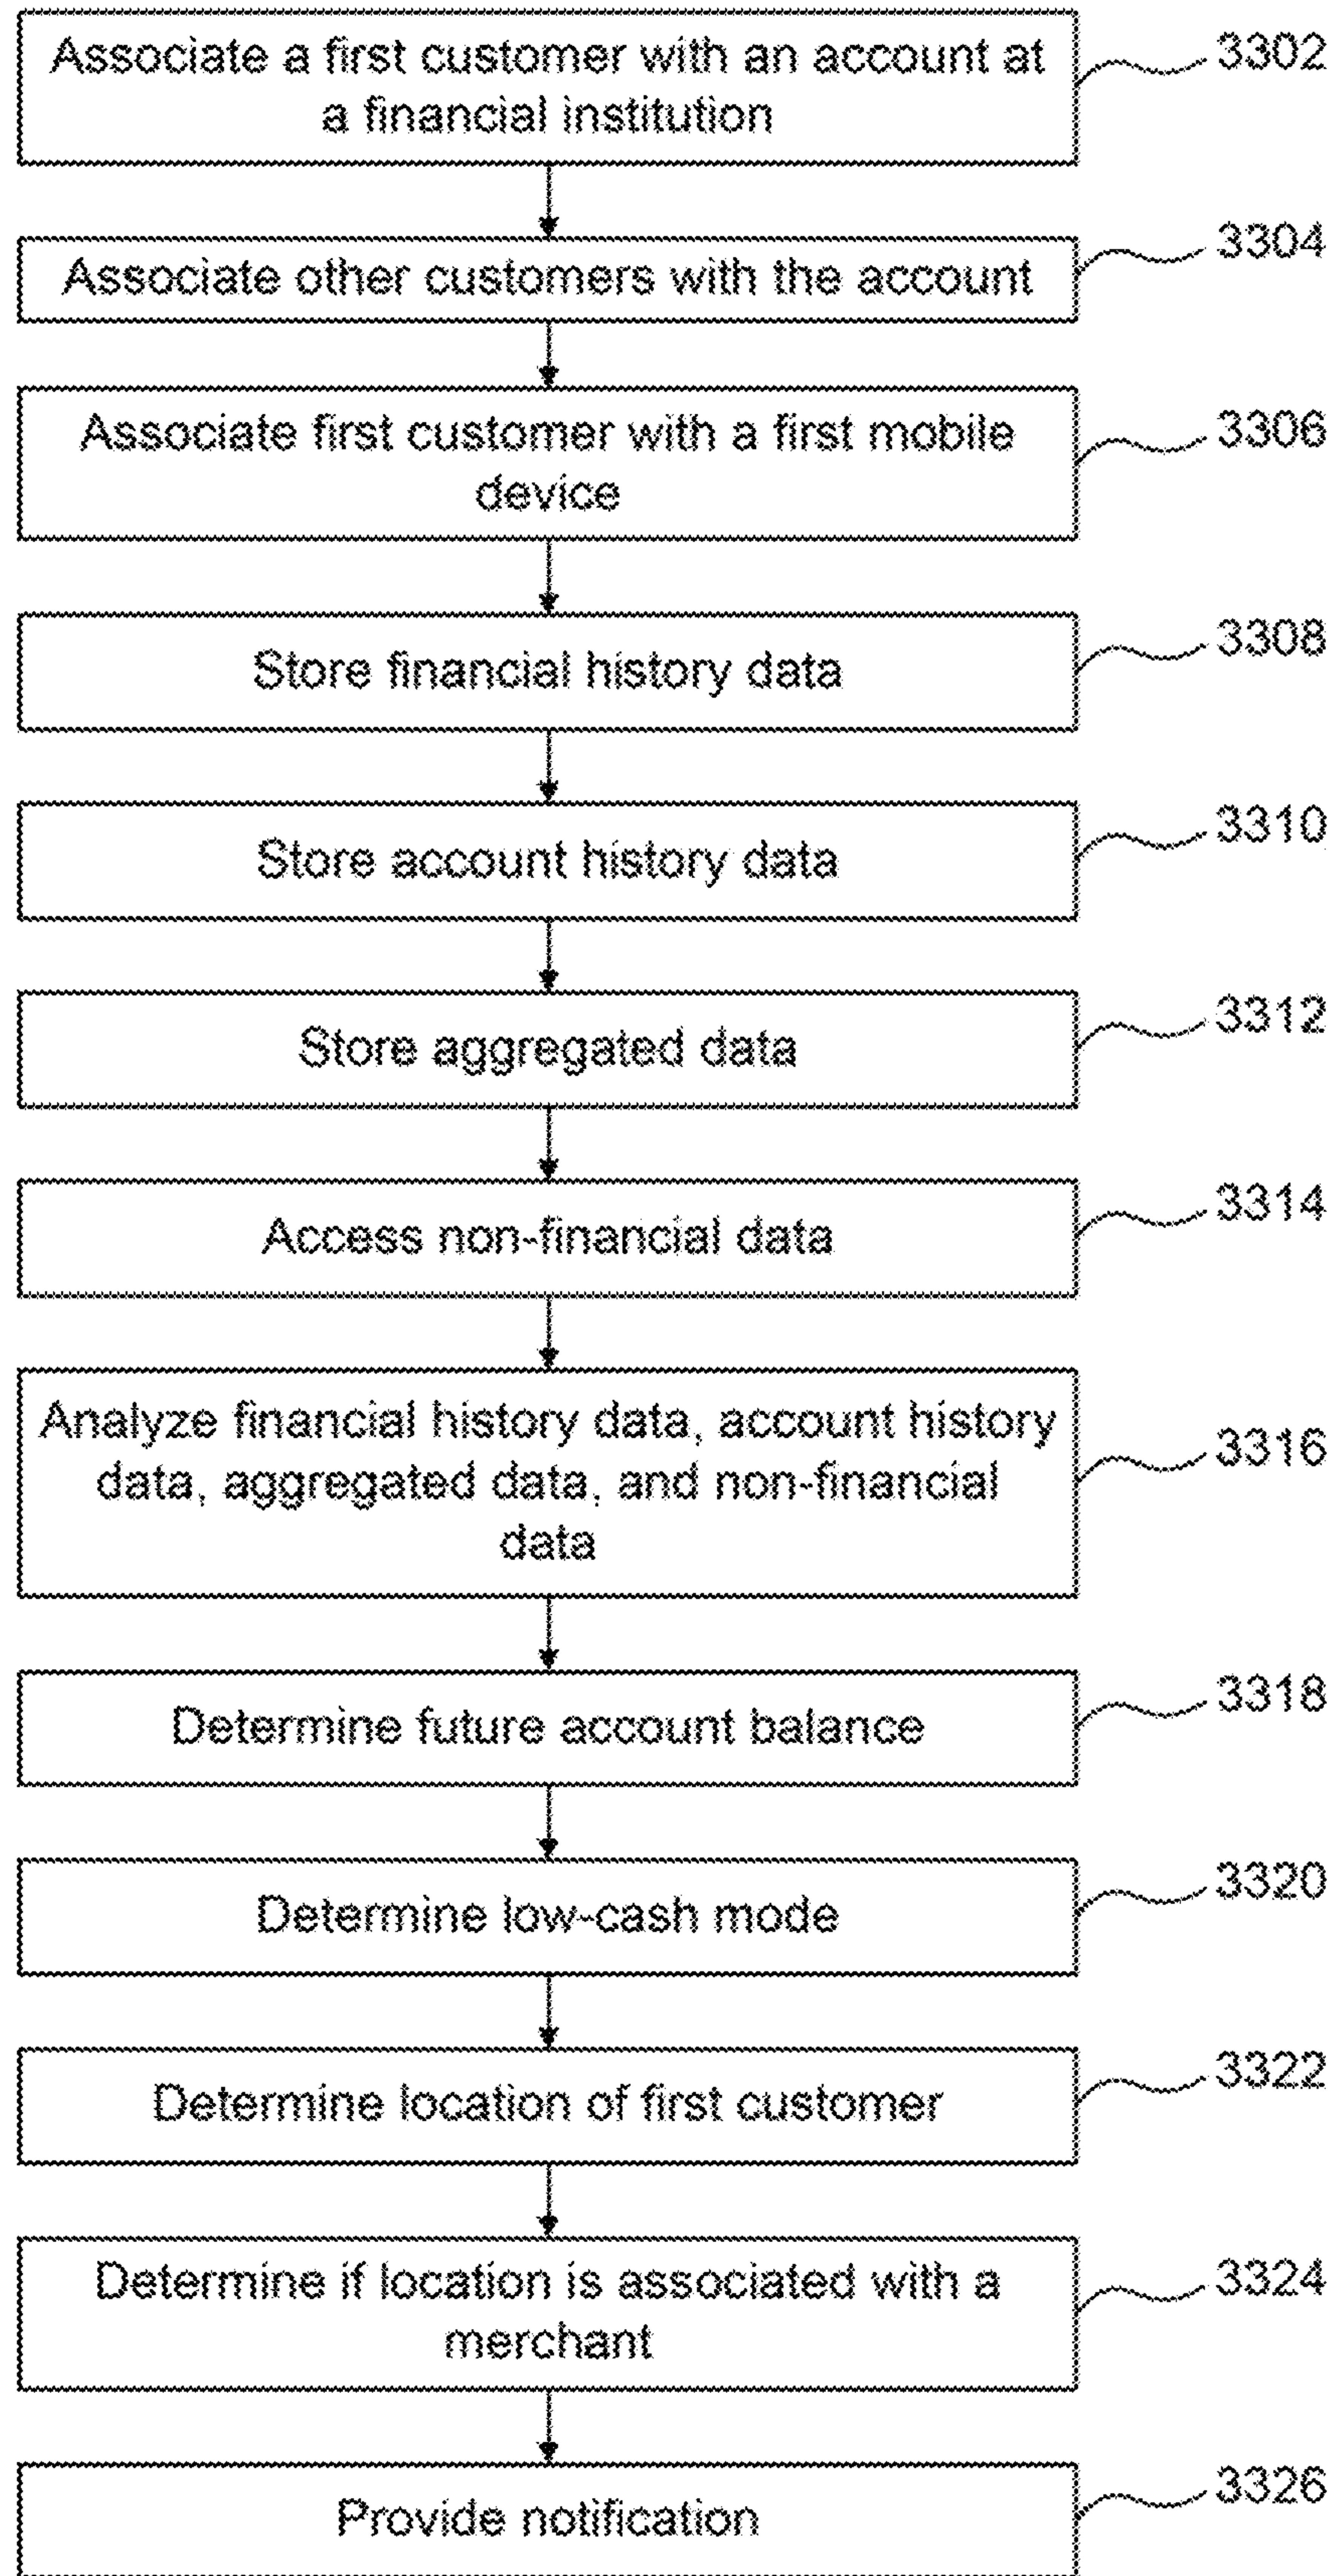 Associate a first customer with an account at
a financial institution
3302
Associate other customers with the account
3304
Associate first customer with a first mobile
device
3306
Store financial history data
3308
Store account history data
3310
Store aggregated data
3312
Access non-financial data
3314
Analyze financial history data, account history
data, aggregated data, and non-financial
data
3316
Determine future account balance
3318
Determine low-cash mode
3320
Determine location of first customer
3322
Determine if location is associated with a
merchant
3324
Provide notification
3326